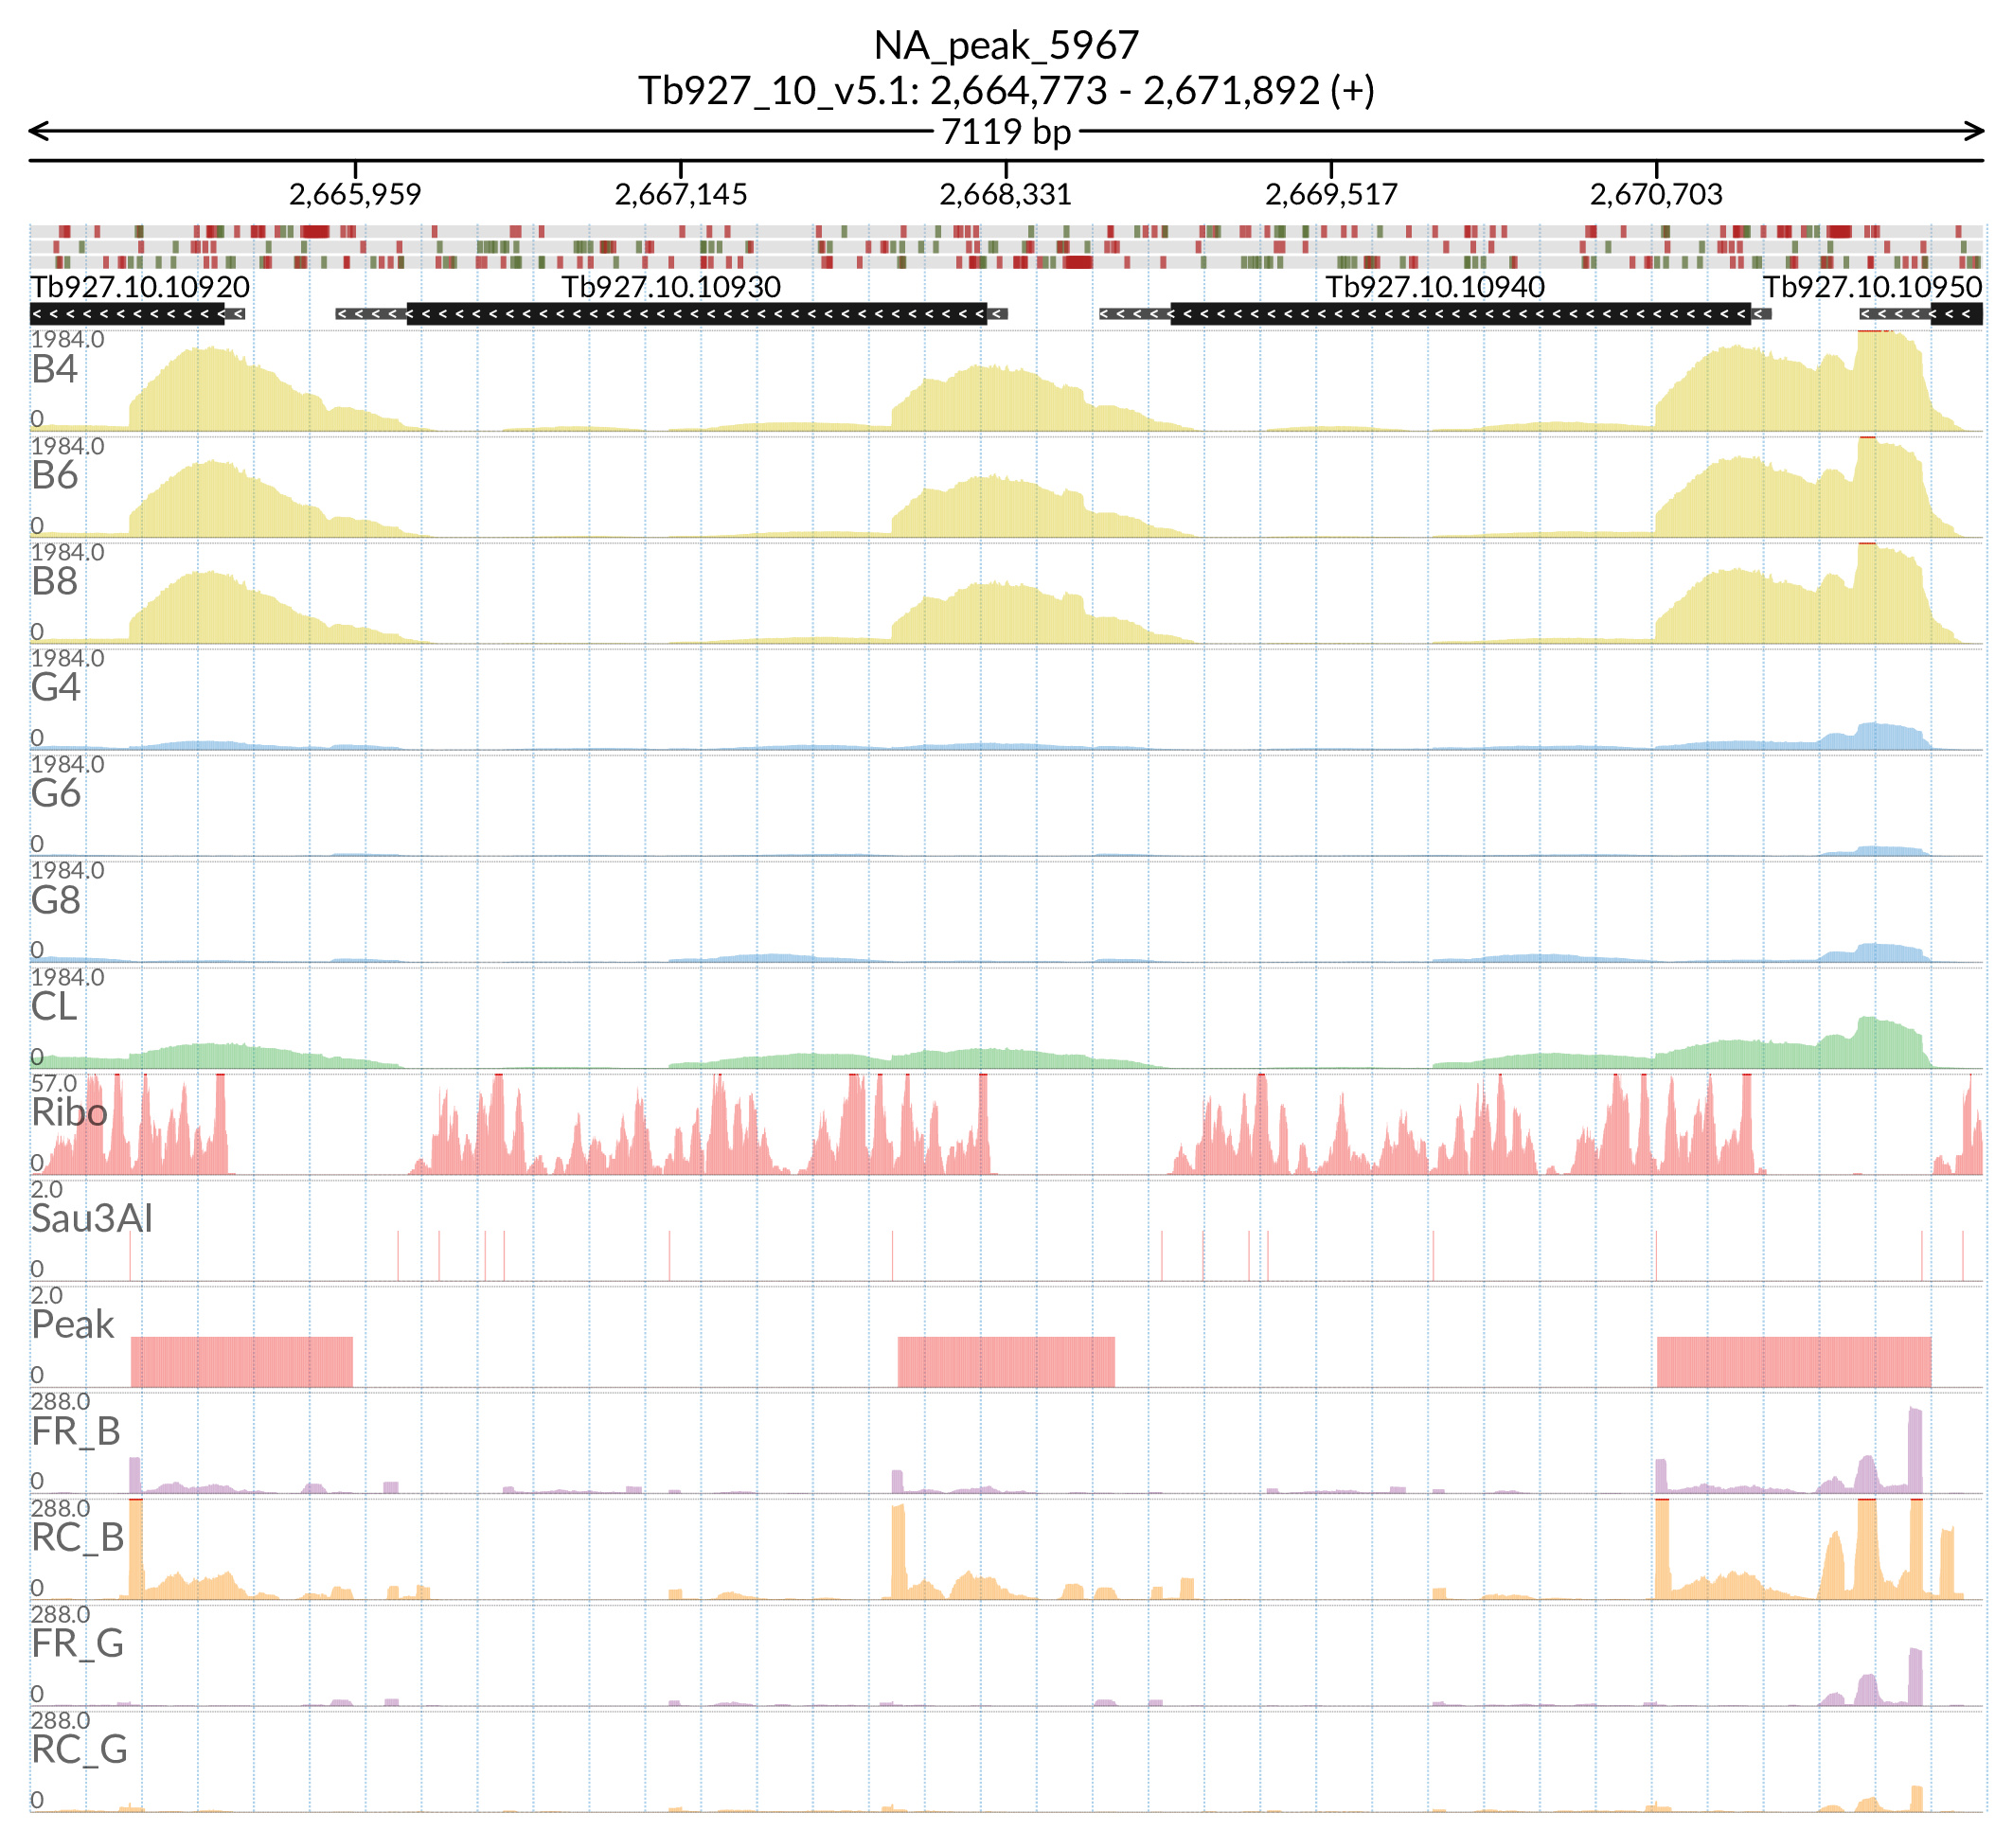 NA_peak_5967
Tb927_10_v5.1: 2,664,773 - 2,671,892 (+)
7119 bp
2,665,959 2,667,145 2,668,331 2,669,517 2,670,703
Tb927.10.10920 Tb927.10.10930 Tb927.10.10940 Tb927.10.10950
1984.0
B4
0
1984.0
B6
0
1984.0
B8
0
1984.0
G4
0
1984.0
G6
0
1984.0
G8
0
1984.0
CL
0
57.0
Ribo
0
2.0
Sau3AI
0
2.0
Peak
0
288.0
FR_B
0
288.0
RC_B
0
288.0
FR_G
0
288.0
RC_G
0